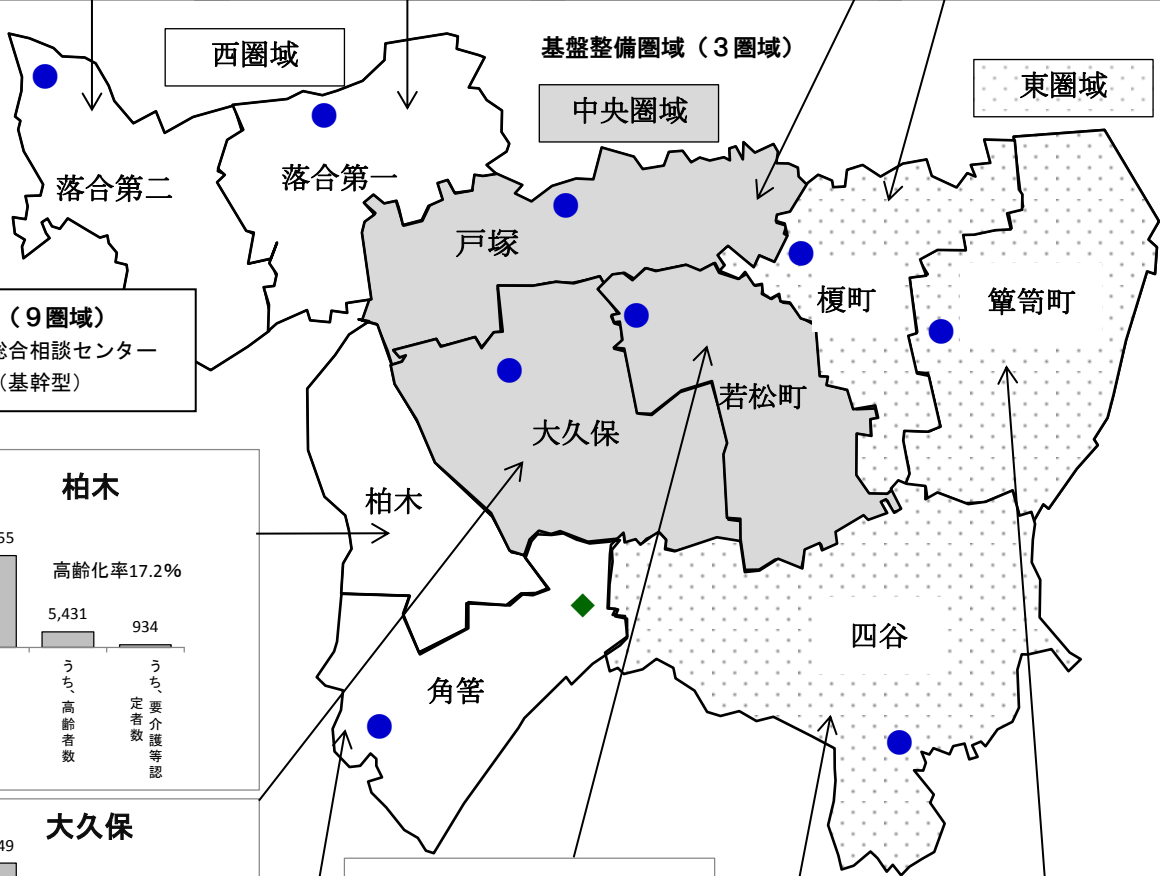 西圏域
基盤整備圏域(3圏域)
東圏域
中央圏域
落合第二
落合第一
戸塚
榎町
簞笥町
(9圏域)
総合相談センター
(基幹型)
若松町
大久保
柏木
柏木
55
高齢化率17.2%
5,431
934
うち、高齢者数
うち、要介護等認
定者数
四谷
角筈
大久保
49